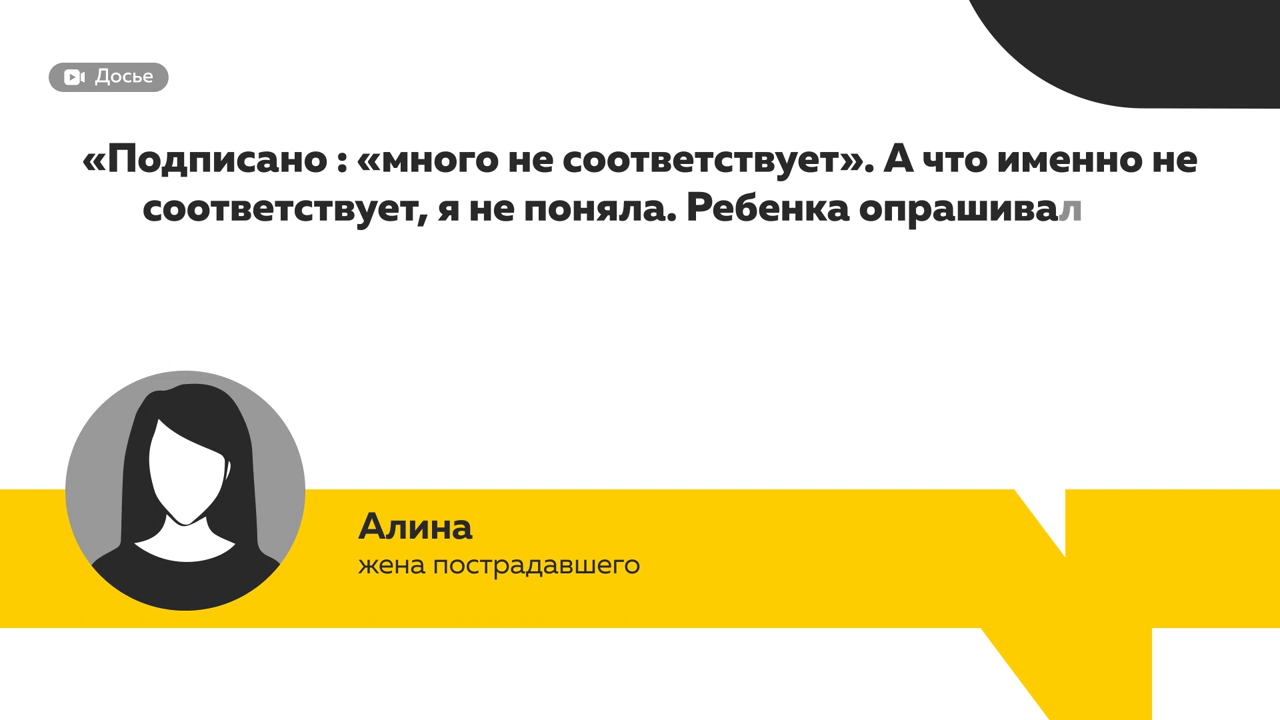 Досье
«Подписано : «много не соответствует». А что именно не
соответствует, я не поняла. Ребенка опрашивал
Алина
жена пострадавшего